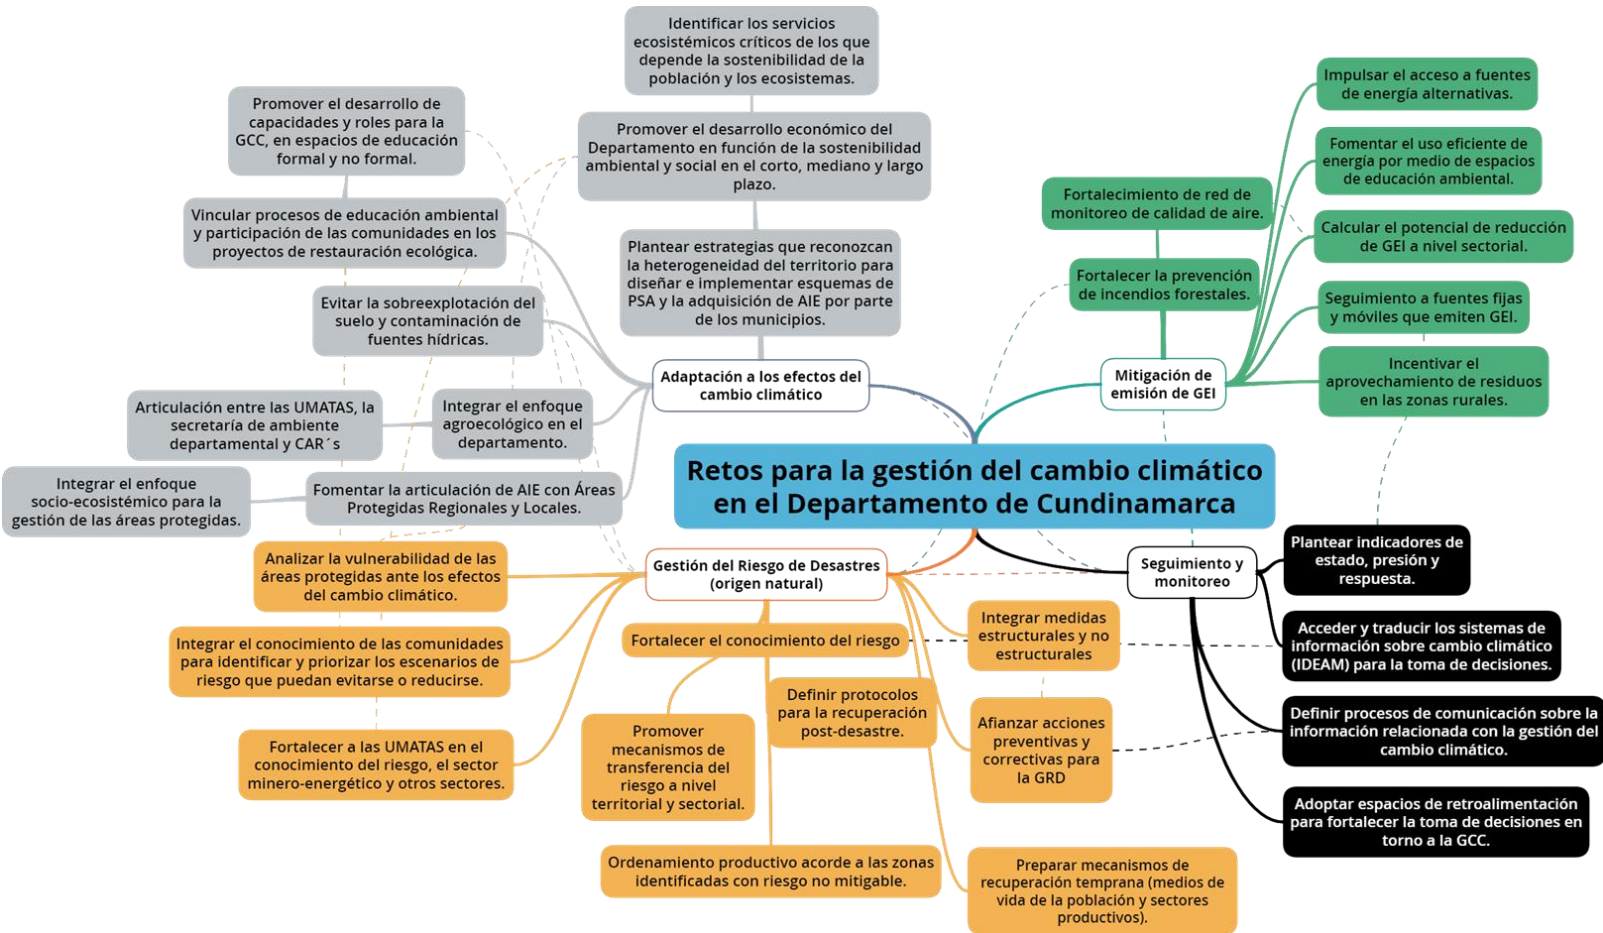 Identificar los servicios
ecosistémicos críticos de los que
depende la sostenibilidad de la
población y los ecosistemas.
Promover el desarrollo de
capacidades y roles para la
GCC, en espacios de educación
formal y no formal.
Promover el desarrollo económico del
Departamento en función de la sostenibilidad
ambiental y social en el corto, mediano y largo
plazo.
Vincular procesos de educación ambiental
y participación de las comunidades en los
proyectos de restauración ecológica.
Plantear estrategias que reconozcan
la heterogeneidad del territorio para
diseñar e implementar esquemas de
PSA y la adquisición de AIE por parte
de los municipios.
Evitar la sobreexplotación del
suelo y contaminación de
fuentes hídricas.
Adaptación a los efectos del
cambio climático
Articulación entre las UMATAS, la
secretaría de ambiente
departamental y CAR´s
Integrar el enfoque
agroecológico en el
departamento.
Integrar el enfoque
socio-ecosistémico para la
gestión de las áreas protegidas.
Fomentar la articulación de AIE con Áreas
Protegidas Regionales y Locales.
Impulsar el acceso a fuentes
de energía alternativas.
Fomentar el uso eficiente de
energía por medio de espacios
de educación ambiental.
Fortalecimiento de red de
monitoreo de calidad de aire.
Calcular el potencial de reducción
de GEI a nivel sectorial.
Fortalecer la prevención
de incendios forestales.
Seguimiento a fuentes fijas
y móviles que emiten GEI.
Mitigación de
emisión de GEI
Incentivar el
aprovechamiento de residuos
en las zonas rurales.
Retos para la gestión del cambio climático
en el Departamento de Cundinamarca
Analizar la vulnerabilidad de las
áreas protegidas ante los efectos
del cambio climático.
Gestión del Riesgo de Desastres
(origen natural)
Integrar el conocimiento de las comunidades
para identificar y priorizar los escenarios de
riesgo que puedan evitarse o reducirse.
Fortalecer el conocimiento del riesgo
Integrar medidas
estructurales y no
estructurales
Fortalecer a las UMATAS en el
conocimiento del riesgo, el sector
minero-energético y otros sectores.
Promover
mecanismos de
transferencia del
riesgo a nivel
territorial y sectorial.
Definir protocolos
para la recuperación
post-desastre.
Afianzar acciones
preventivas y
correctivas para
la GRD
Ordenamiento productivo acorde a las zonas
identificadas con riesgo no mitigable.
Preparar mecanismos de
recuperación temprana (medios de
vida de la población y sectores
productivos).
Seguimiento y
monitoreo
Plantear indicadores de
estado, presión y
respuesta.
Acceder y traducir los sistemas de
información sobre cambio climático
(IDEAM) para la toma de decisiones.
Definir procesos de comunicación sobre la
información relacionada con la gestión del
cambio climático.
Adoptar espacios de retroalimentación
para fortalecer la toma de decisiones en
torno a la GCC.